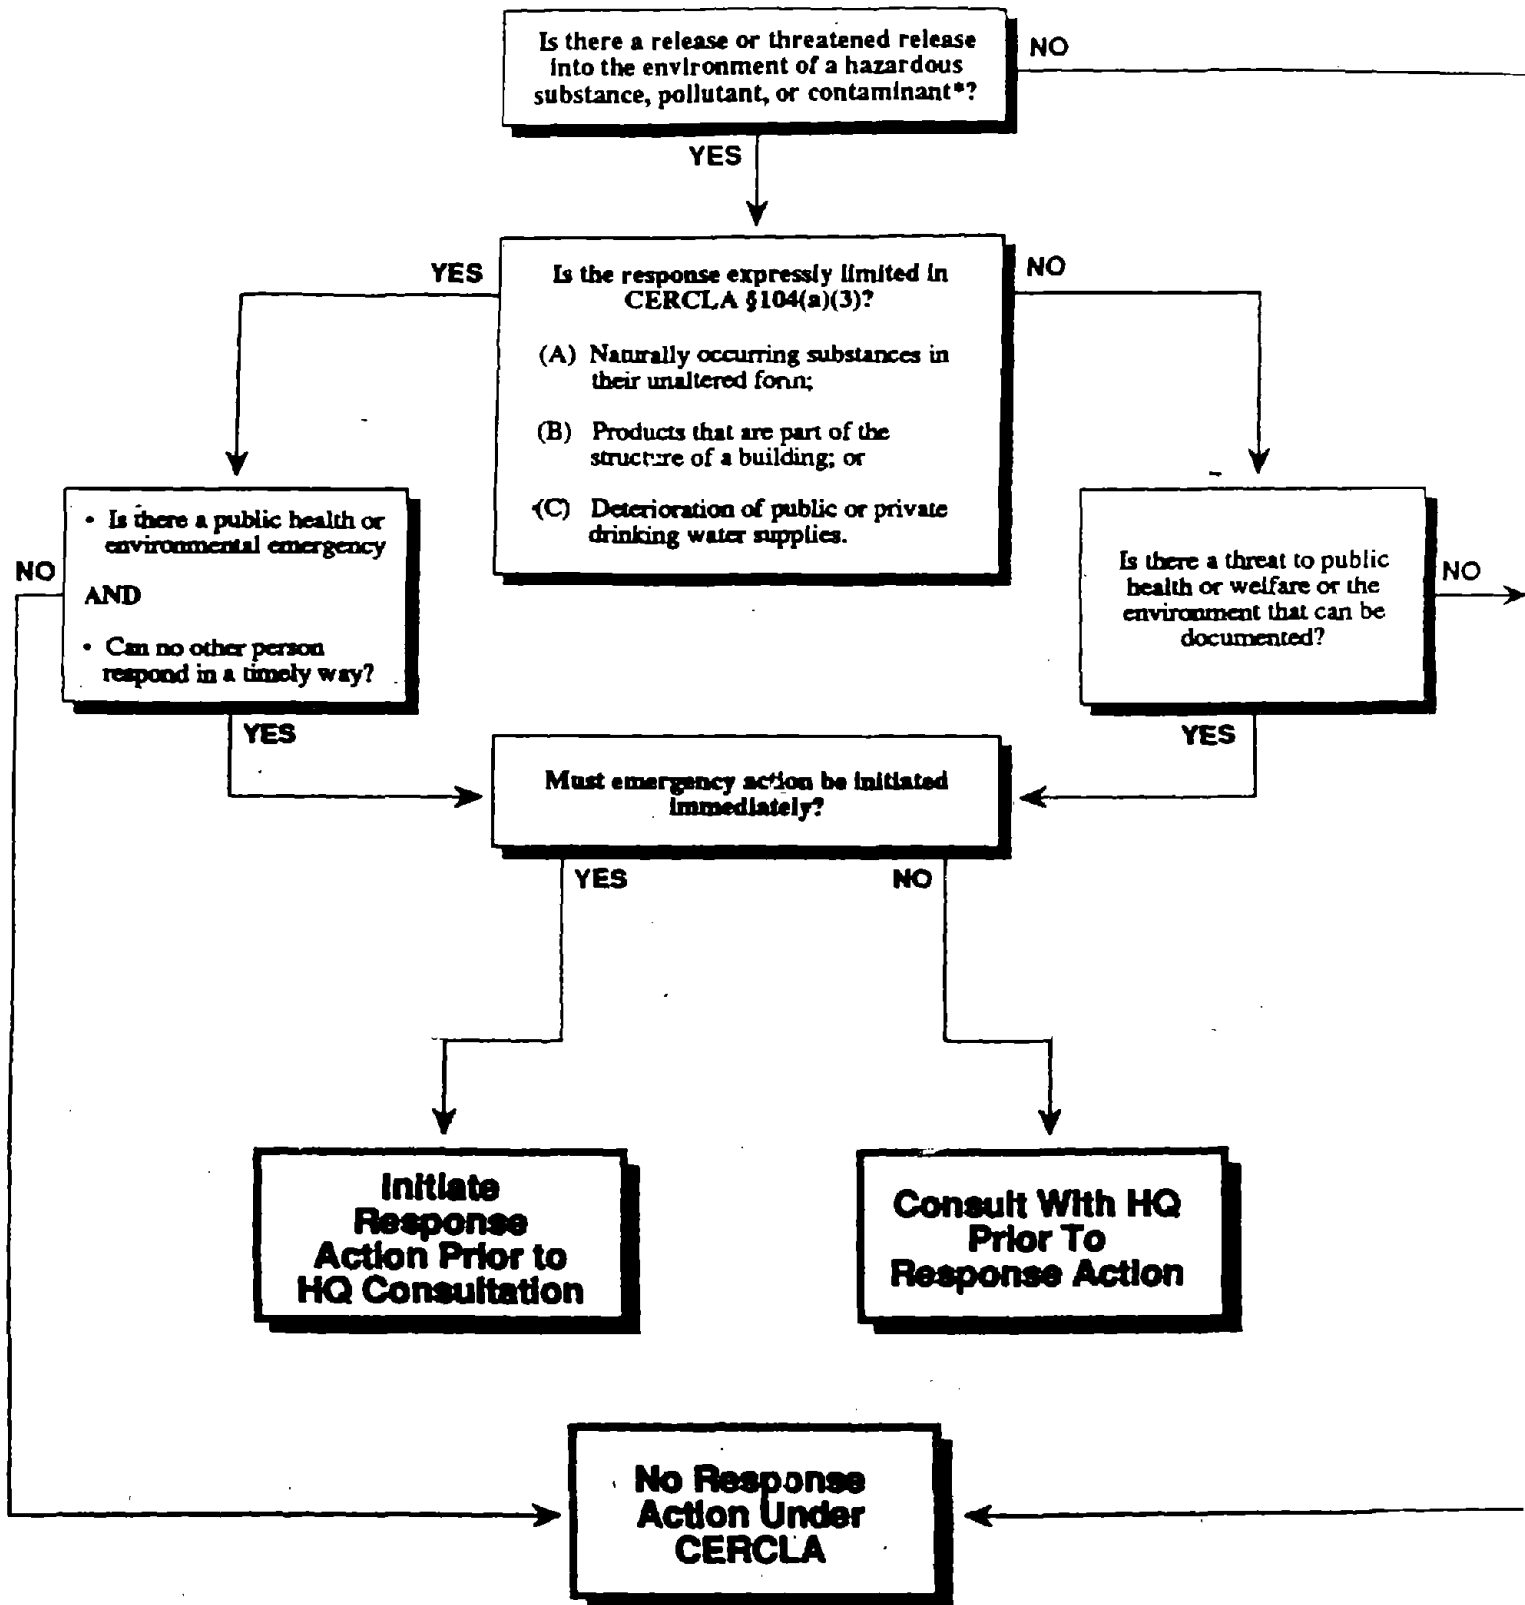 Is there a release or threatened release
into the environment of a hazardous
substance, pollutant, or contaminant*?
NO
YES
YES
Is the response expressly limited in
CERCLA §104(a)(3)?
NO
(A) Naturally occurring substances in
their unaltered form;
(B) Products that are part of the
structure of a building; or
(C) Deterioration of public or private
drinking water supplies.
• Is there a public health or
environmental emergency
AND
• Can no other person
respond in a timely way?
NO
YES
Is there a threat to public
health or welfare or the
environment that can be
documented?
NO
YES
Must emergency action be initiated
immediately?
YES
NO
Initiate
Response
Action Prior to
HQ Consultation
Consult With HQ
Prior To
Response Action
No Response
Action Under
CERCLA